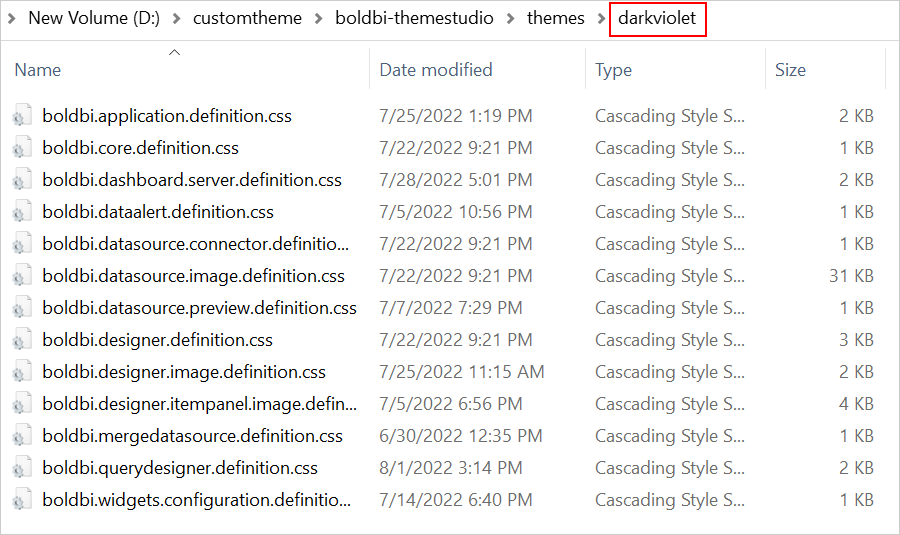 New Volume (D:) > customtheme > boldbi-themestudio > themes > darkviolet
Name Date modified Type Size
boldbi.application.definition.css 7/25/2022 1:19 PM Cascading Style S... 2 KB
boldbi.core.definition.css 7/22/2022 9:21 PM Cascading Style S... 1 KB
boldbi.dashboard.server.definition.css 7/28/2022 5:01 PM Cascading Style S... 2 KB
boldbi.dataalert.definition.css 7/5/2022 10:56 PM Cascading Style S... 1 KB
boldbi.datasource.connector.definitio... 7/22/2022 9:21 PM Cascading Style S... 1 KB
boldbi.datasource.image.definition.css 7/22/2022 9:21 PM Cascading Style S... 31 KB
boldbi.datasource.preview.definition.css 7/7/2022 7:29 PM Cascading Style S... 1 KB
boldbi.designer.definition.css 7/22/2022 9:21 PM Cascading Style S... 3 KB
boldbi.designer.image.definition.css 7/25/2022 11:15 AM Cascading Style S... 2 KB
boldbi.designer.itempanel.image.defin... 7/5/2022 6:56 PM Cascading Style S... 4 KB
boldbi.mergedatasource.definition.css 6/30/2022 12:35 PM Cascading Style S... 1 KB
boldbi.querydesigner.definition.css 8/1/2022 3:14 PM Cascading Style S... 2 KB
boldbi.widgets.configuration.definitio... 7/14/2022 6:40 PM Cascading Style S... 1 KB